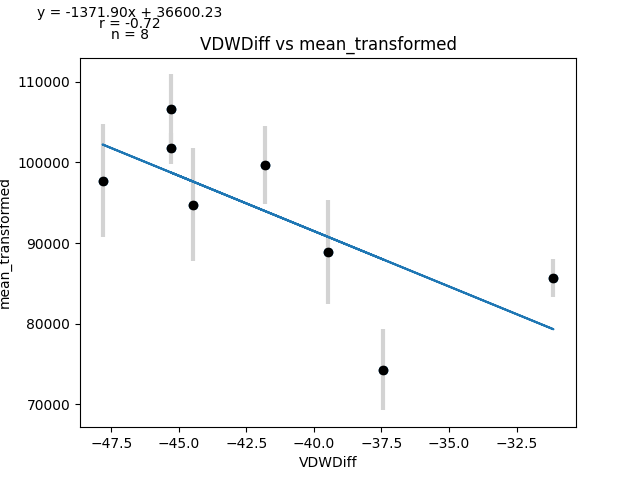 y = -1371.90x + 36600.23
r = -0.72
n = 8
VDWDiff vs mean_transformed
110000
100000
90000
80000
70000
mean_transformed
−47.5 −45.0 −42.5 −40.0 −37.5 −35.0 −32.5
VDWDiff